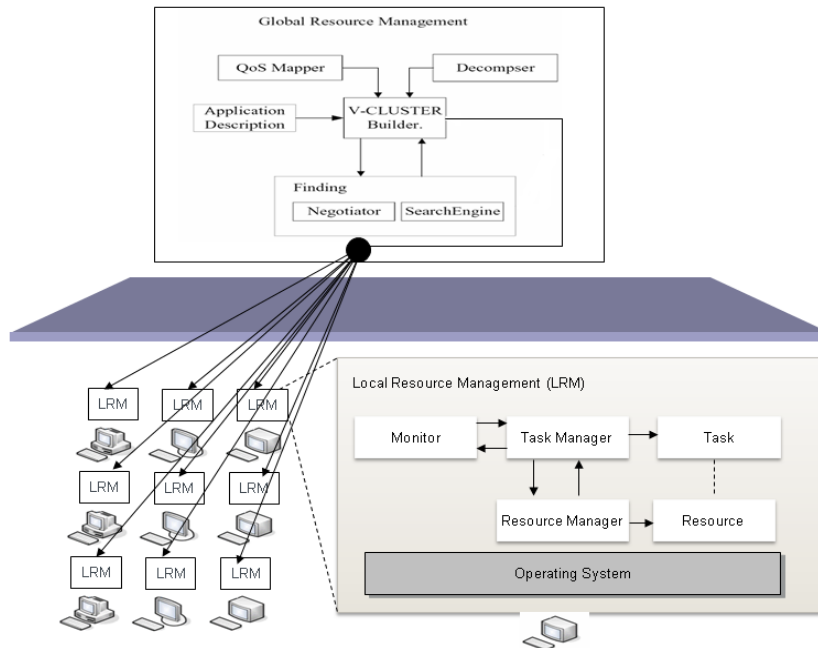 Global Resource Management
QoS Mapper
Decompser
Application
Description
V-CLUSTER
Builder.
Finding
Negotiator
SearchEngine
LRM
LRM
LRM
LRM
LRM
LRM
LRM
LRM
LRM
Local Resource Management (LRM)
Monitor
Task Manager
Task
Resource Manager
Resource
Operating System